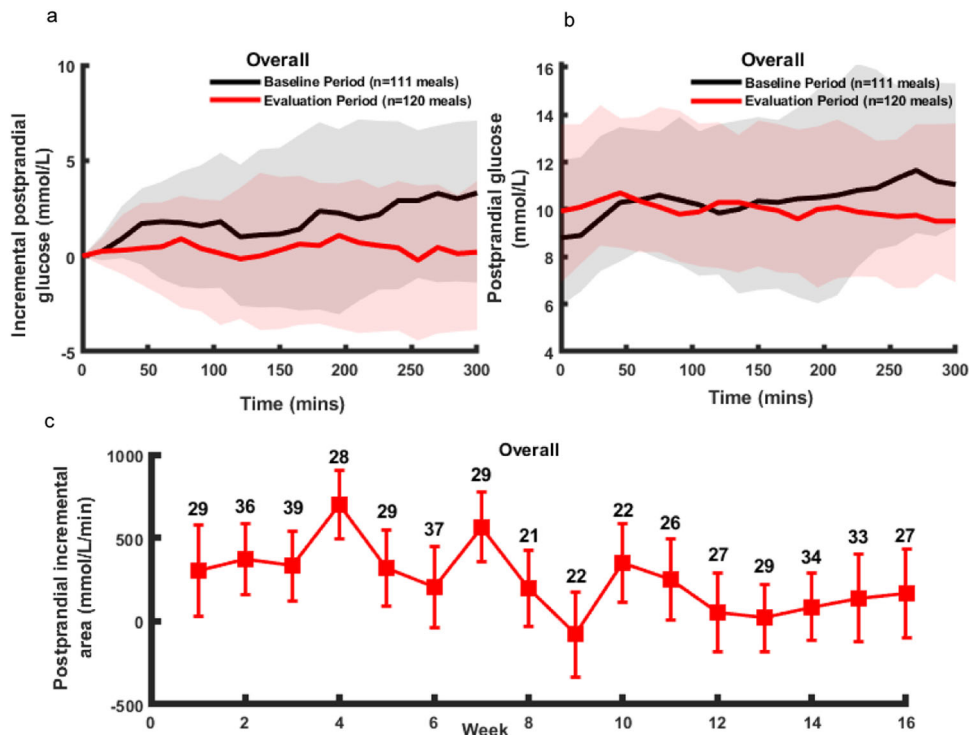 a
Overall
Baseline Period (n=111 meals)
Evaluation Period (n=120 meals)
10
5
0
-5
Incremental postprandial
glucose (mmol/L)
0 50 100 150 200 250 300
Time (mins)
b
Overall
Baseline Period (n=111 meals)
Evaluation Period (n=120 meals)
16
14
12
10
8
6
4
Postprandial glucose
(mmol/L)
0 50 100 150 200 250 300
Time (mins)
c
Overall
1000
500
0
-500
Postprandial incremental
area (mmol/L/min)
29 36 39 28 29 37 29 21 22 22 26 27 29 34 33 27
0 2 4 6 8 10 12 14 16
Week